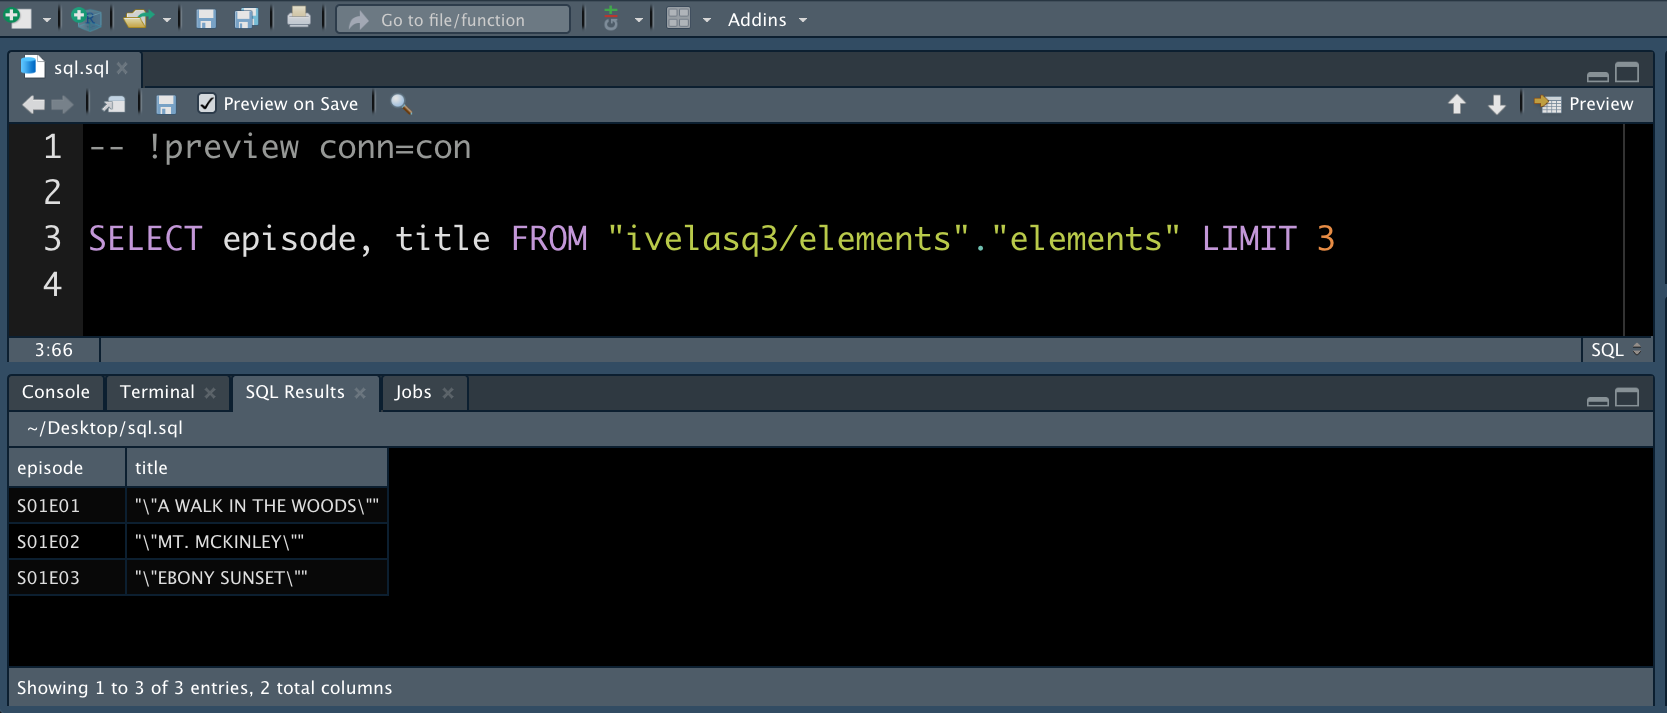 Go to file/function Git Addins
sql.sql
Preview on Save Preview
1 -- !preview conn=con
2
3 SELECT episode, title FROM "ivelasq3/elements"."elements" LIMIT 3
4
3:66 SQL
Console Terminal SQL Results Jobs
~/Desktop/sql.sql
episode title
S01E01 "\"A WALK IN THE WOODS\""
S01E02 "\"MT. MCKINLEY\""
S01E03 "\"EBONY SUNSET\""
Showing 1 to 3 of 3 entries, 2 total columns